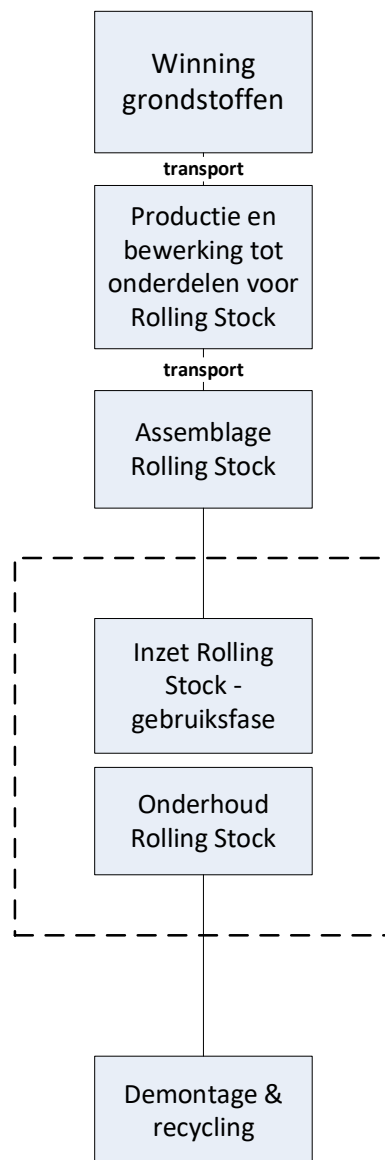 Winning
grondstoffen
transport
Productie en
bewerking tot
onderdelen voor
Rolling Stock
transport
Assemblage
Rolling Stock
Inzet Rolling
Stock -
gebruiksfase
Onderhoud
Rolling Stock
Demontage &
recycling